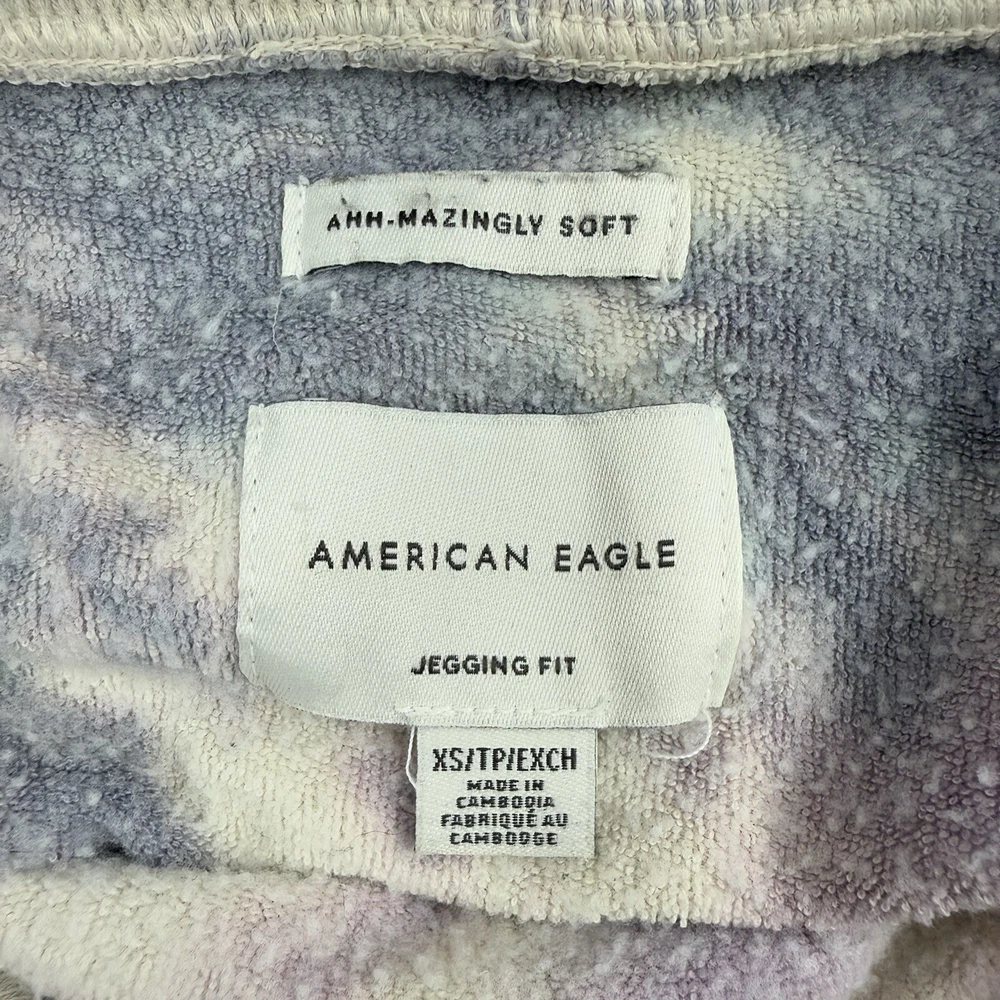 AHH-MAZINGLY SOFT
AMERICAN EAGLE
JEGGING FIT
XS/TP/EXCH
MADE IN
CAMBODIA
FABRIQUÉ AU
CAMBODGE